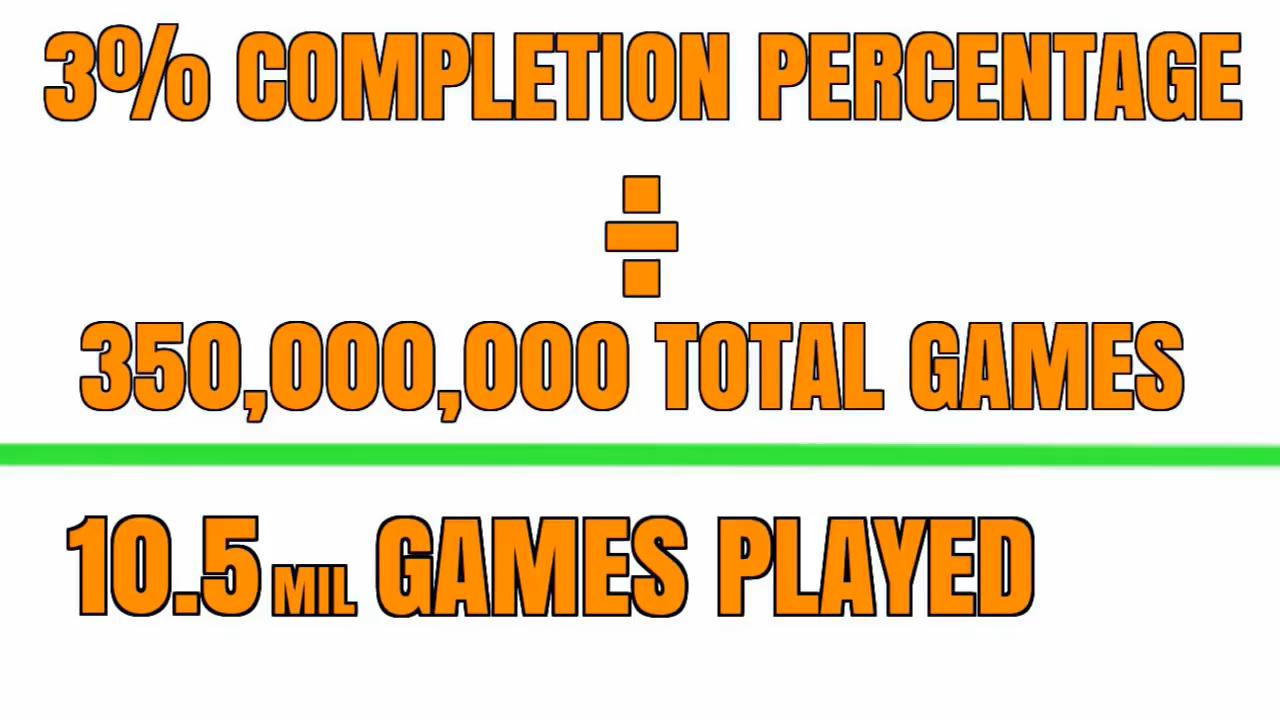 3% COMPLETION PERCENTAGE
÷
350,000,000 TOTAL GAMES
10.5 MIL GAMES PLAYED